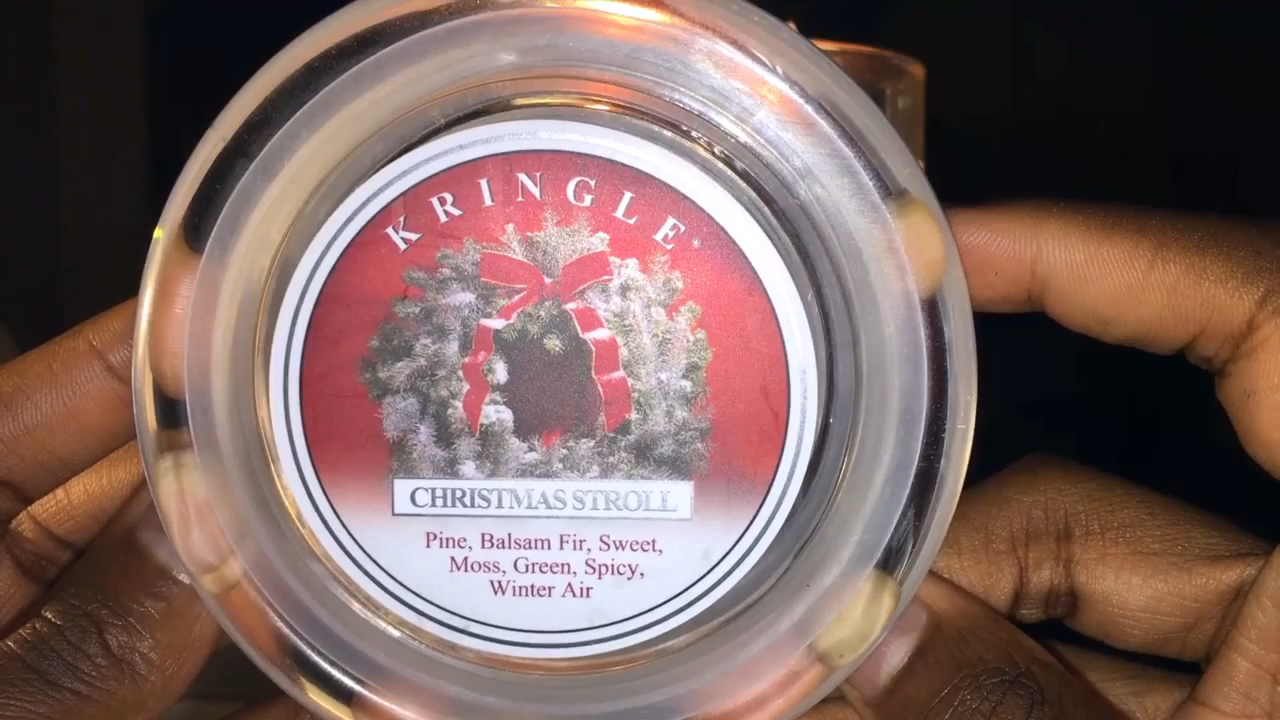 KRINGLE®
CHRISTMAS STROLL
Pine, Balsam Fir, Sweet,
Moss, Green, Spicy,
Winter Air